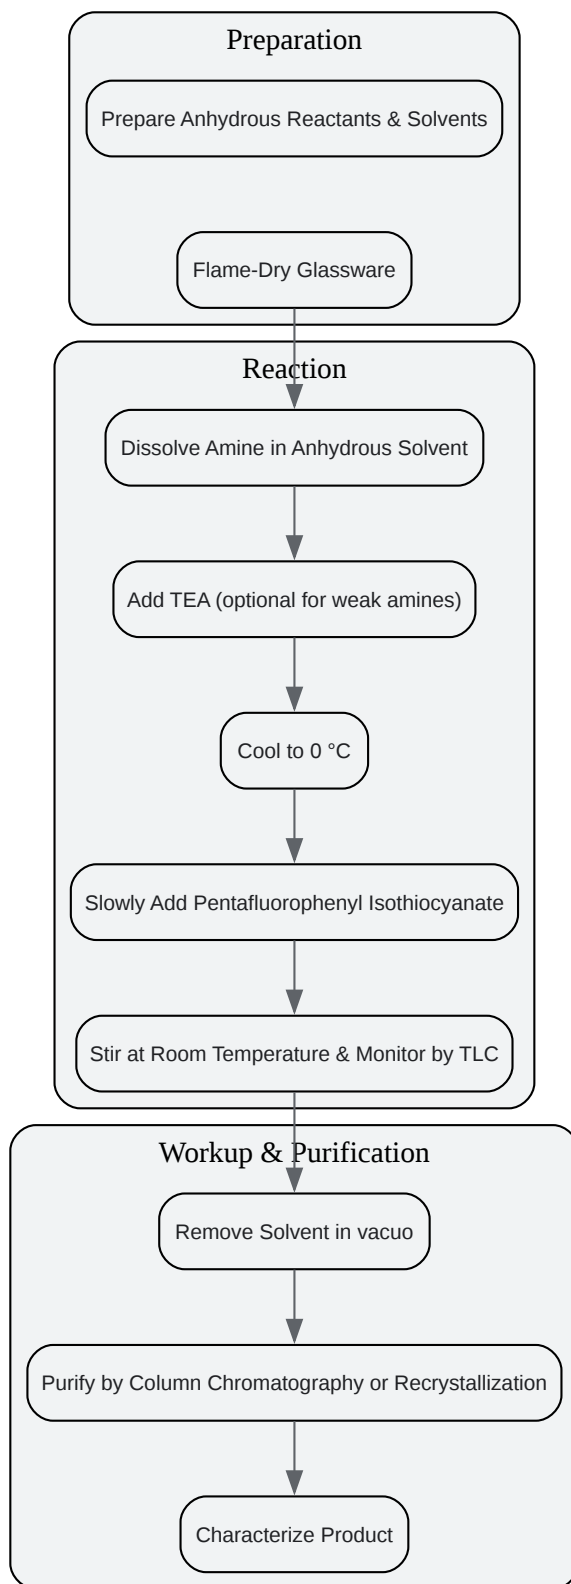 Preparation
Prepare Anhydrous Reactants & Solvents
Flame-Dry Glassware
Reaction
Dissolve Amine in Anhydrous Solvent
Add TEA (optional for weak amines)
Cool to 0 °C
Slowly Add Pentafluorophenyl Isothiocyanate
Stir at Room Temperature & Monitor by TLC
Workup & Purification
Remove Solvent in vacuo
Purify by Column Chromatography or Recrystallization
Characterize Product